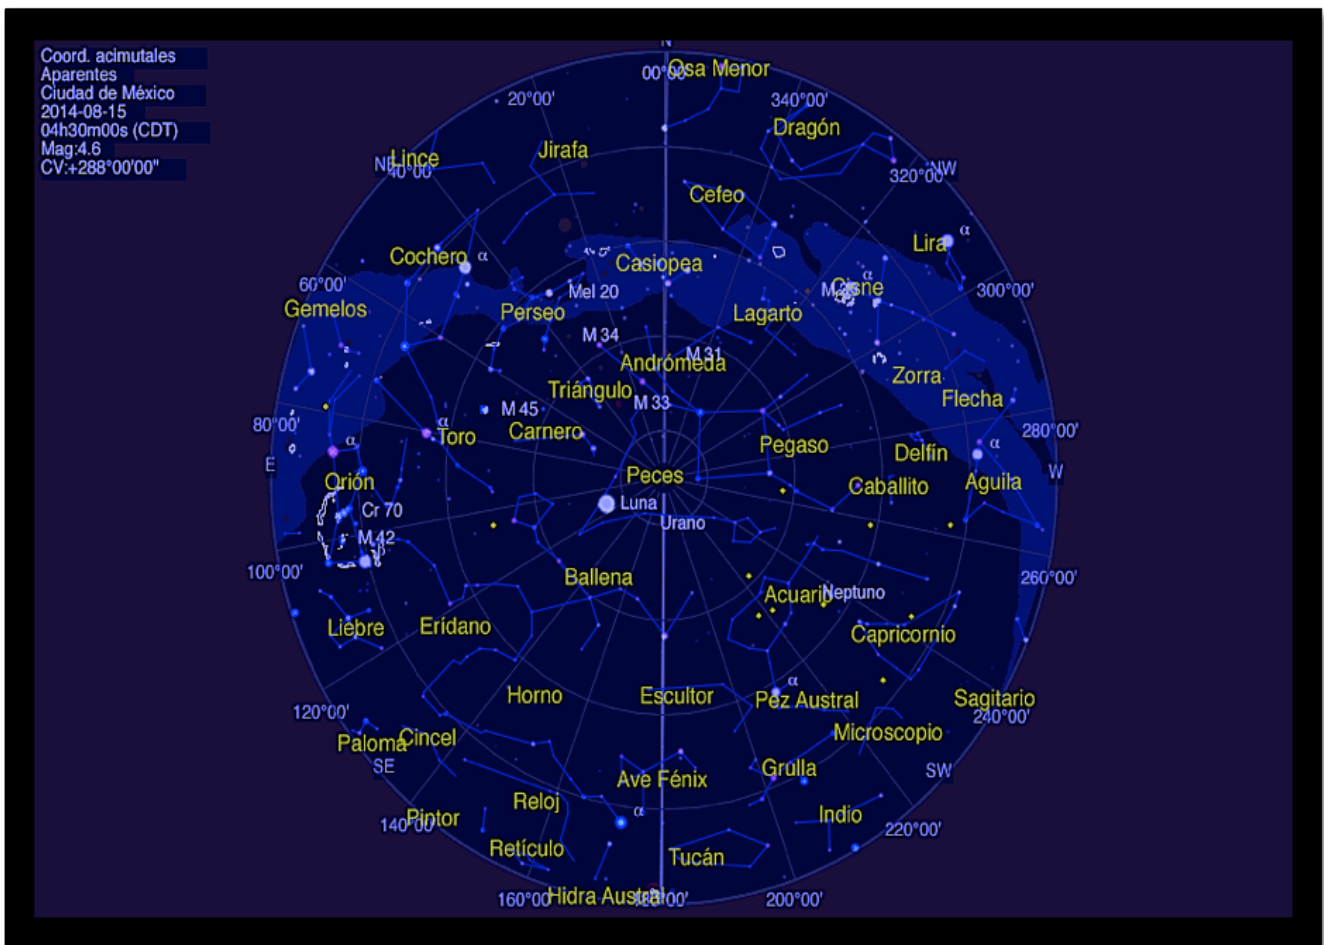 Coord. acimutales
Aparentes
Ciudad de México
2014-08-15
04h30m00s (CDT)
Mag:4.6
CV:+288°00'00"
N
00°00'
Osa Menor
20°00'
340°00'
Dragón
Jirafa
NE
Lince
40°00'
NW
320°00'
Cefeo
α
Lira
Cochero
α
Casiopea
α
Cisne
60°00'
Mel 20
300°00'
Gemelos
Perseo
Lagarto
M 34
M 31
Andrómeda
Zorra
Triángulo
Flecha
M 33
M 45
α
Carnero
80°00'
280°00'
Toro
α
Pegaso
α
Delfín
E
W
Peces
Orión
Caballito
Aguila
Luna
Cr 70
Urano
M 42
β
100°00'
Ballena
260°00'
Acuario
Neptuno
Liebre
Erídano
Capricornio
α
Horno
Escultor
Pez Austral
Sagitario
120°00'
240°00'
Paloma
Cincel
Microscopio
SE
Grulla
SW
Ave Fénix
Reloj
α
Indio
Pintor
140°00'
220°00'
Retículo
Tucán
160°00'
Hidra Austral
180°00'
200°00'